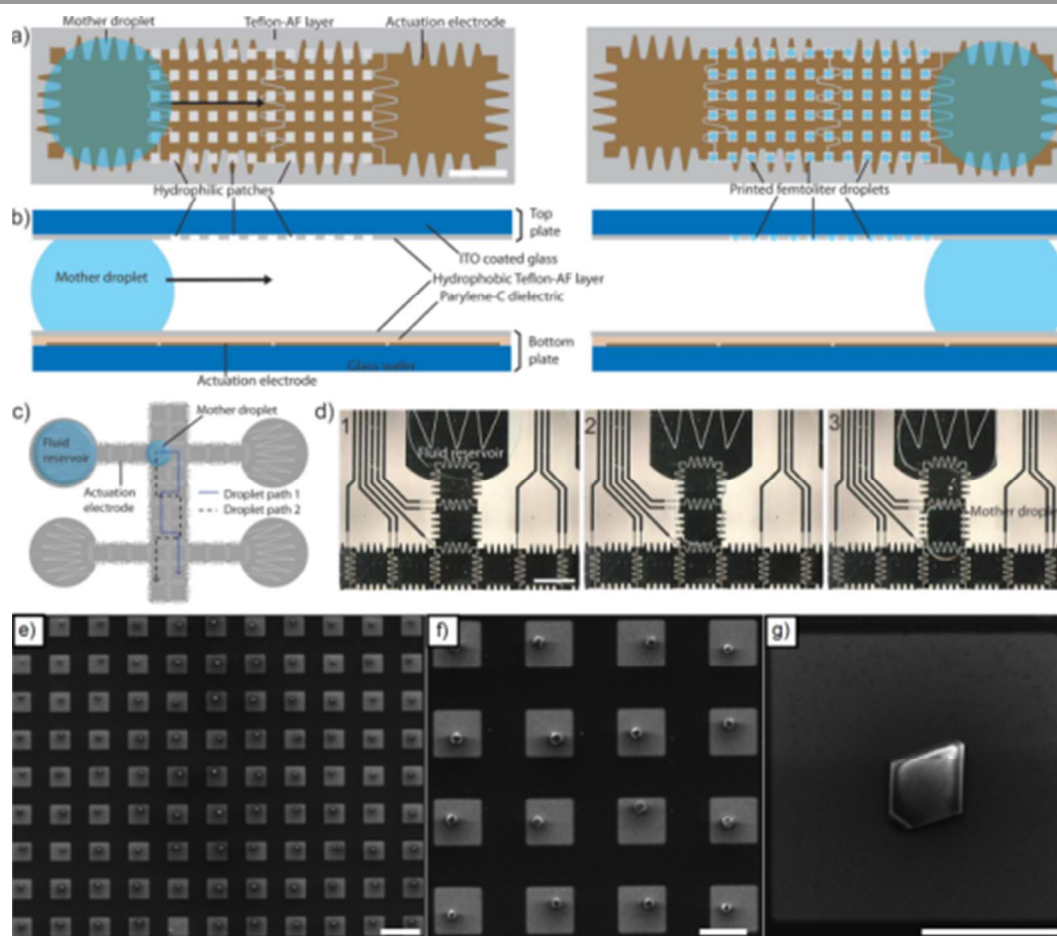 a)
Mother droplet
Teflon-AF layer
Actuation electrode
Hydrophilic patches
Printed femtoliter droplets
b)
Top
plate
ITO coated glass
Mother droplet
Hydrophobic Teflon-AF layer
Parylene-C dielectric
Bottom
plate
Glass wafer
Actuation electrode
c)
Mother droplet
Fluid
reservoir
Actuation
electrode
Droplet path 1
Droplet path 2
d)
1
Fluid reservoir
2
3
Mother droplet
e)
f)
g)